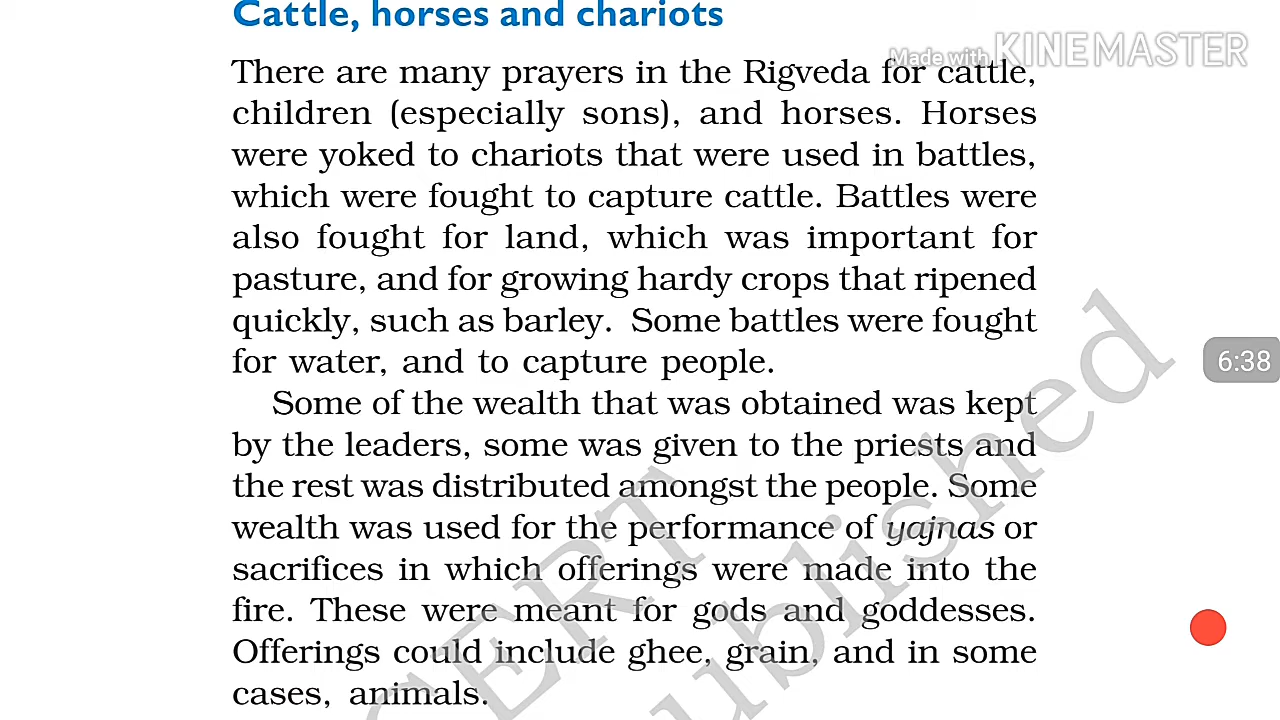 Cattle, horses and chariots
Made with KINEMASTER
There are many prayers in the Rigveda for cattle,
children (especially sons), and horses. Horses
were yoked to chariots that were used in battles,
which were fought to capture cattle. Battles were
also fought for land, which was important for
pasture, and for growing hardy crops that ripened
quickly, such as barley. Some battles were fought
for water, and to capture people.
6:38
Some of the wealth that was obtained was kept
by the leaders, some was given to the priests and
the rest was distributed amongst the people. Some
wealth was used for the performance of yajnas or
sacrifices in which offerings were made into the
fire. These were meant for gods and goddesses.
Offerings could include ghee, grain, and in some
cases, animals.